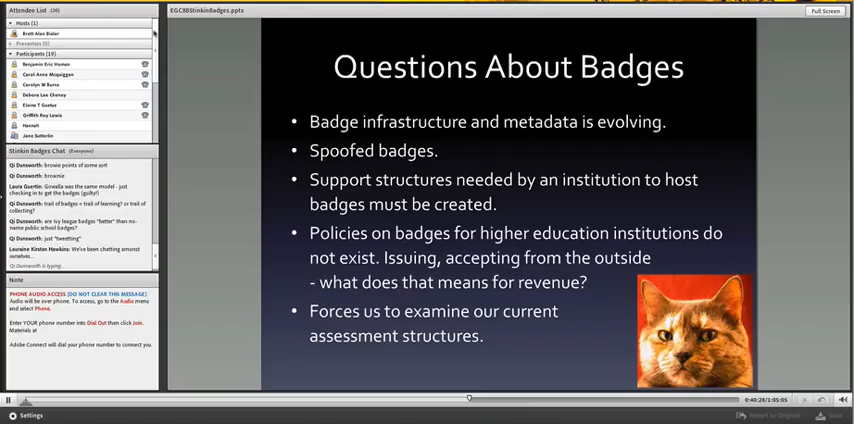 Attendee List (20)
Hosts (1)
Brett Alan Bixler
Presenters (0)
Participants (19)
Benjamin Eric Homan
Carol Anne Mcquiggan
Carolyn M Burns
Debora Lee Cheney
Elaine T Guetus
Griffith Roy Lewis
Hannah
Jane Sutterlin
Stinkin Badges Chat (Everyone)
Qi Dunsworth: browie points of some sort
Qi Dunsworth: brownie
Laura Guertin: Gowalla was the same model - just
checking in to get the badges (guilty!)
Qi Dunsworth: trail of badges = trail of learning? or trail of
collecting?
Qi Dunsworth: are ivy league badges "better" than no-
name public school badges?
Qi Dunsworth: just "tweetting"
Lauraine Kirsten Hawkins: We've been chatting amonst
ourselves...
Qi Dunsworth is typing...
Note
PHONE AUDIO ACCESS (DO NOT CLEAR THIS MESSAGE)
Audio will be over phone. To access, go to the Audio menu
and select Phone.
Enter YOUR phone number into Dial Out then click Join.
Materials at
Adobe Connect will dial your phone number to connect you.
EGCBBStinkinBadges.pptx
Full Screen
Questions About Badges
• Badge infrastructure and metadata is evolving.
• Spoofed badges.
• Support structures needed by an institution to host
badges must be created.
• Policies on badges for higher education institutions do
not exist. Issuing, accepting from the outside
- what does that means for revenue?
• Forces us to examine our current
assessment structures.
0:40:28/1:05:05
Settings
Revert to Original
Save